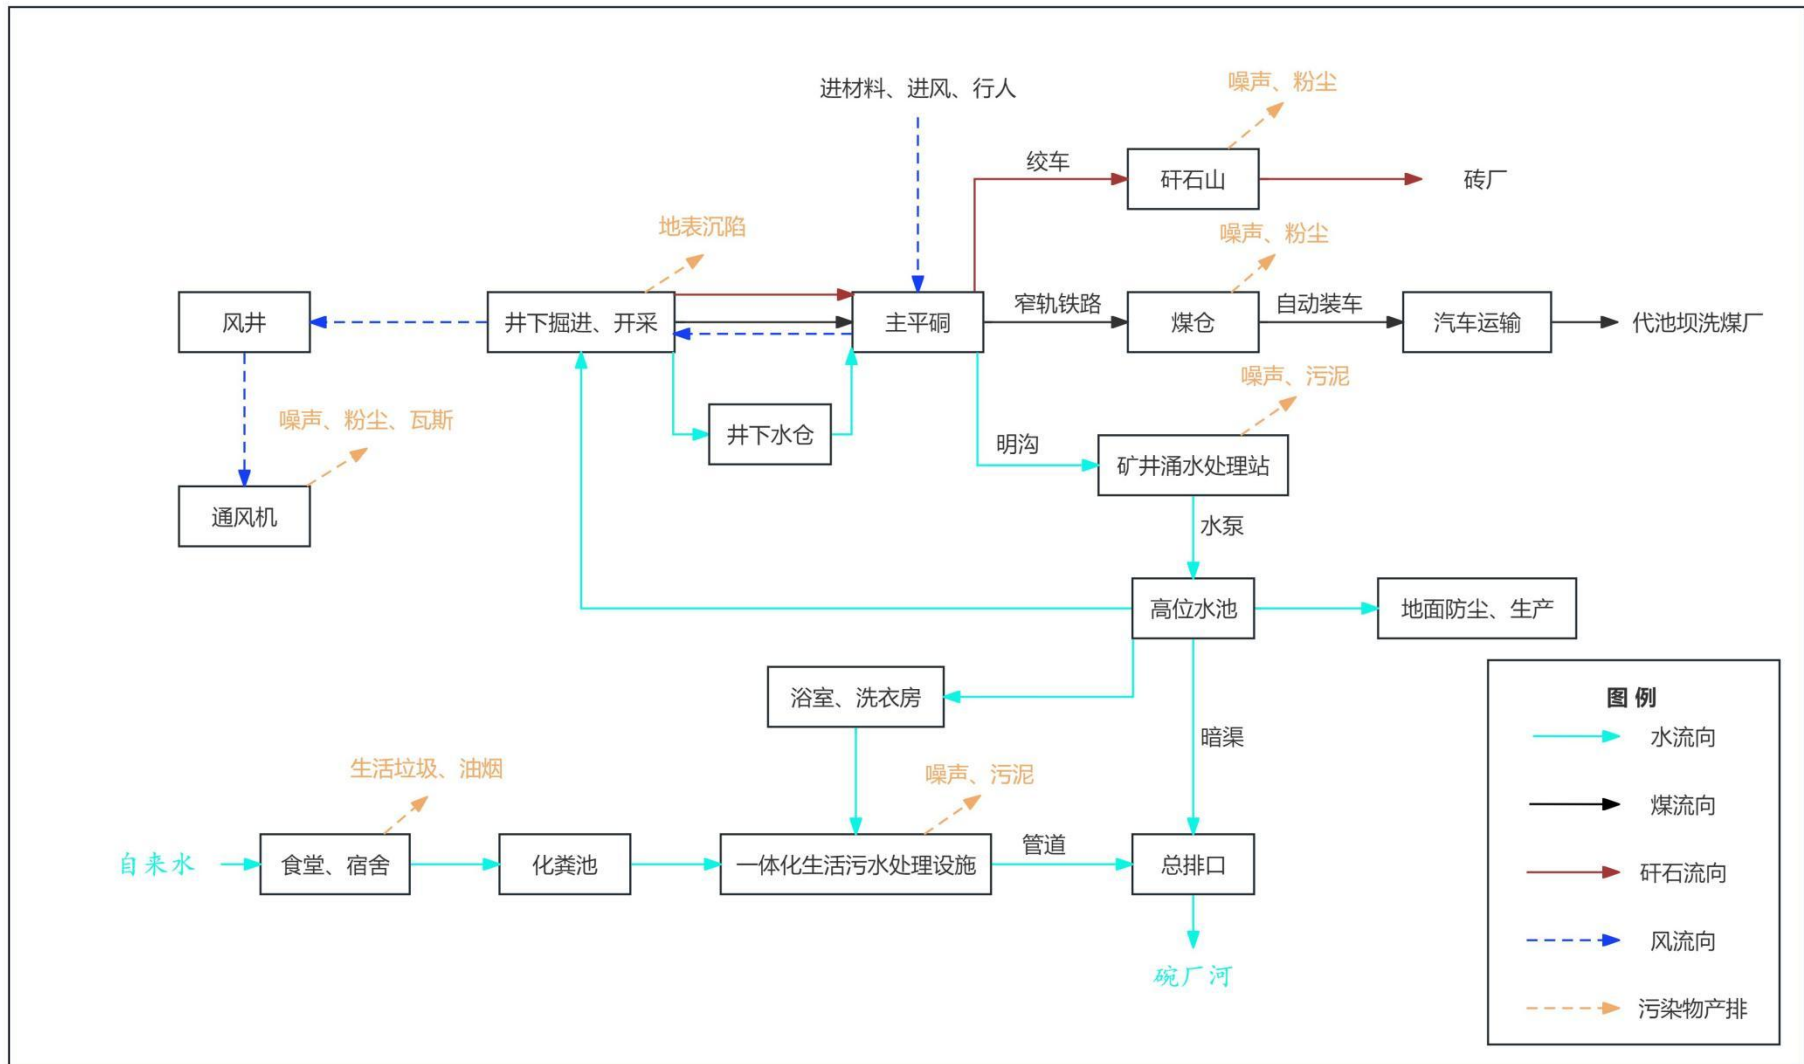 进材料、进风、行人
噪声、粉尘
绞车
矸石山
砖厂
地表沉陷
噪声、粉尘
风井
井下掘进、开采
主平硐
窄轨铁路
煤仓
自动装车
汽车运输
代池坝洗煤厂
噪声、污泥
噪声、粉尘、瓦斯
井下水仓
明沟
矿井涌水处理站
通风机
水泵
高位水池
地面防尘、生产
浴室、洗衣房
暗渠
生活垃圾、油烟
噪声、污泥
自来水
食堂、宿舍
化粪池
一体化生活污水处理设施
管道
总排口
碗厂河
图 例
水流向
煤流向
矸石流向
风流向
污染物产排